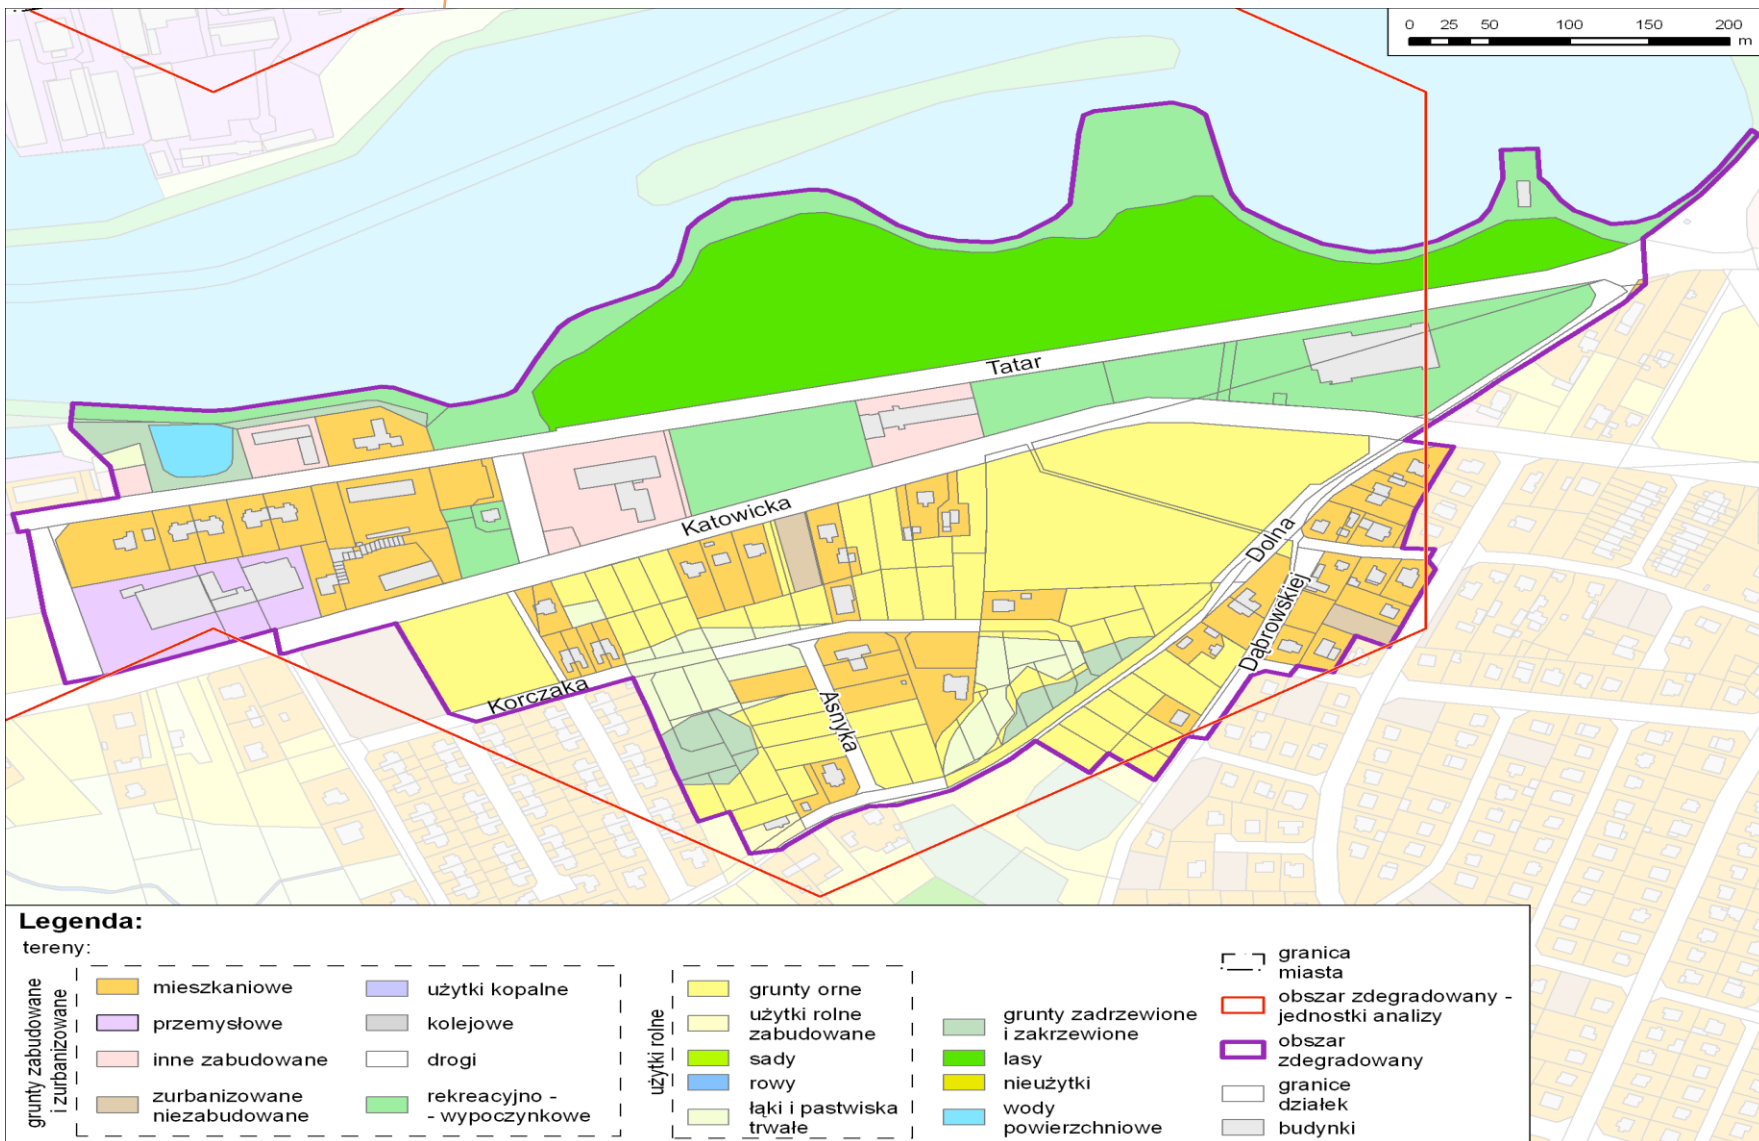 0 25 50 100 150 200
m
Tatar
Katowicka
Dolna
Dąbrowskiej
Korczaka
Asnyka
Legenda:
tereny:
grunty zabudowane
i zurbanizowane
mieszkaniowe
przemysłowe
inne zabudowane
zurbanizowane
niezabudowane
użytki kopalne
kolejowe
drogi
rekreacyjno -
- wypoczynkowe
użytki rolne
grunty orne
użytki rolne
zabudowane
sady
rowy
łąki i pastwiska
trwałe
grunty zadrzewione
i zakrzewione
lasy
nieużytki
wody
powierzchniowe
granica
miasta
obszar zdegradowany -
jednostki analizy
obszar
zdegradowany
granice
działek
budynki